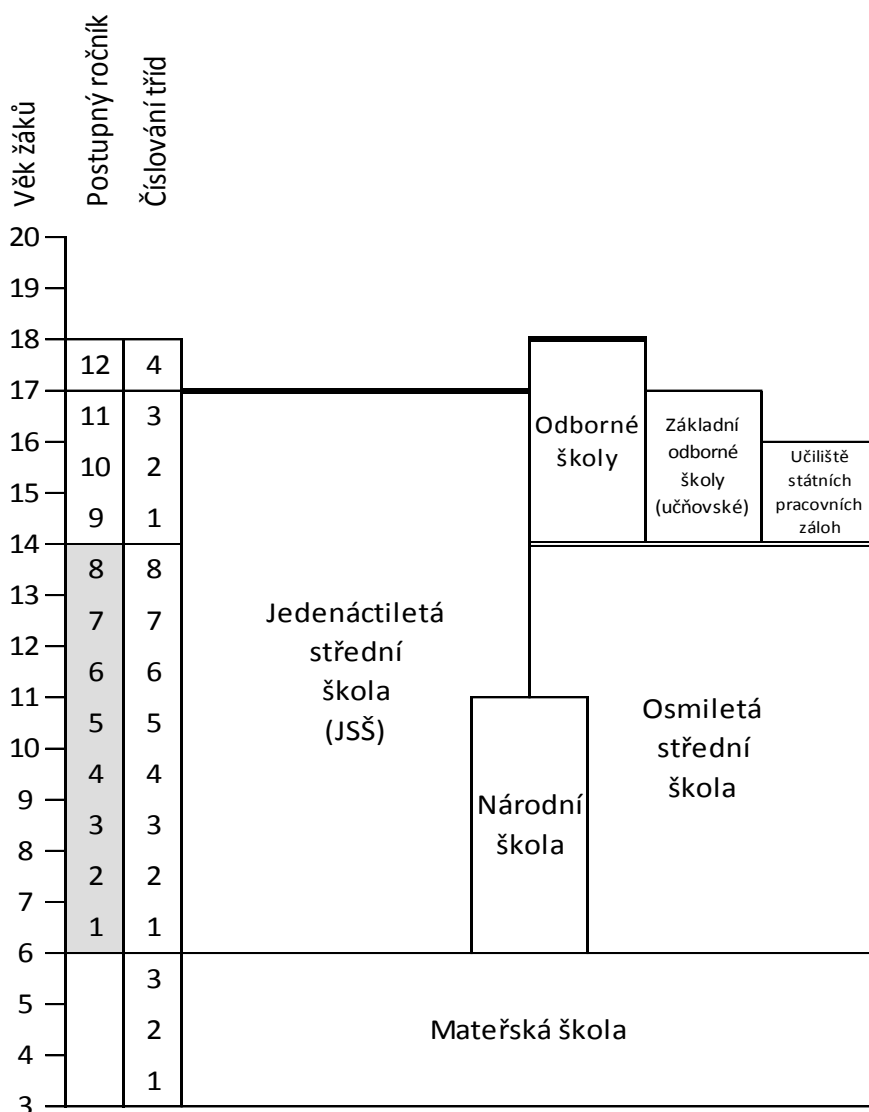 Věk žáků
Postupný ročník
Číslování tříd
20
19
18
12 4
17
11 3
Odborné
školy
Základní
odborné
školy
(učňovské)
16
10 2
Učiliště
státních
pracovních
záloh
15
9 1
14
8 8
13
7 7
Jedenáctiletá
střední
škola
(JSŠ)
12
6 6
11
5 5
Osmiletá
střední
škola
10
4 4
9
Národní
škola
3 3
8
2 2
7
1 1
6
3
5
2
Mateřská škola
4
1
3